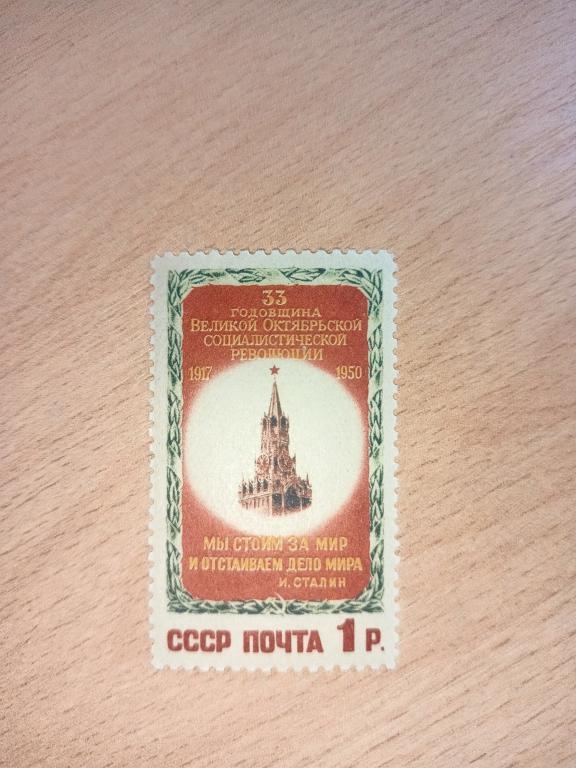 33
ГОДОВЩИНА
ВЕЛИКОЙ ОКТЯБРЬСКОЙ
СОЦИАЛИСТИЧЕСКОЙ
РЕВОЛЮЦИИ
1917 1950
МЫ СТОИМ ЗА МИР
И ОТСТАИВАЕМ ДЕЛО МИРА
И. СТАЛИН
СССР ПОЧТА 1 Р.